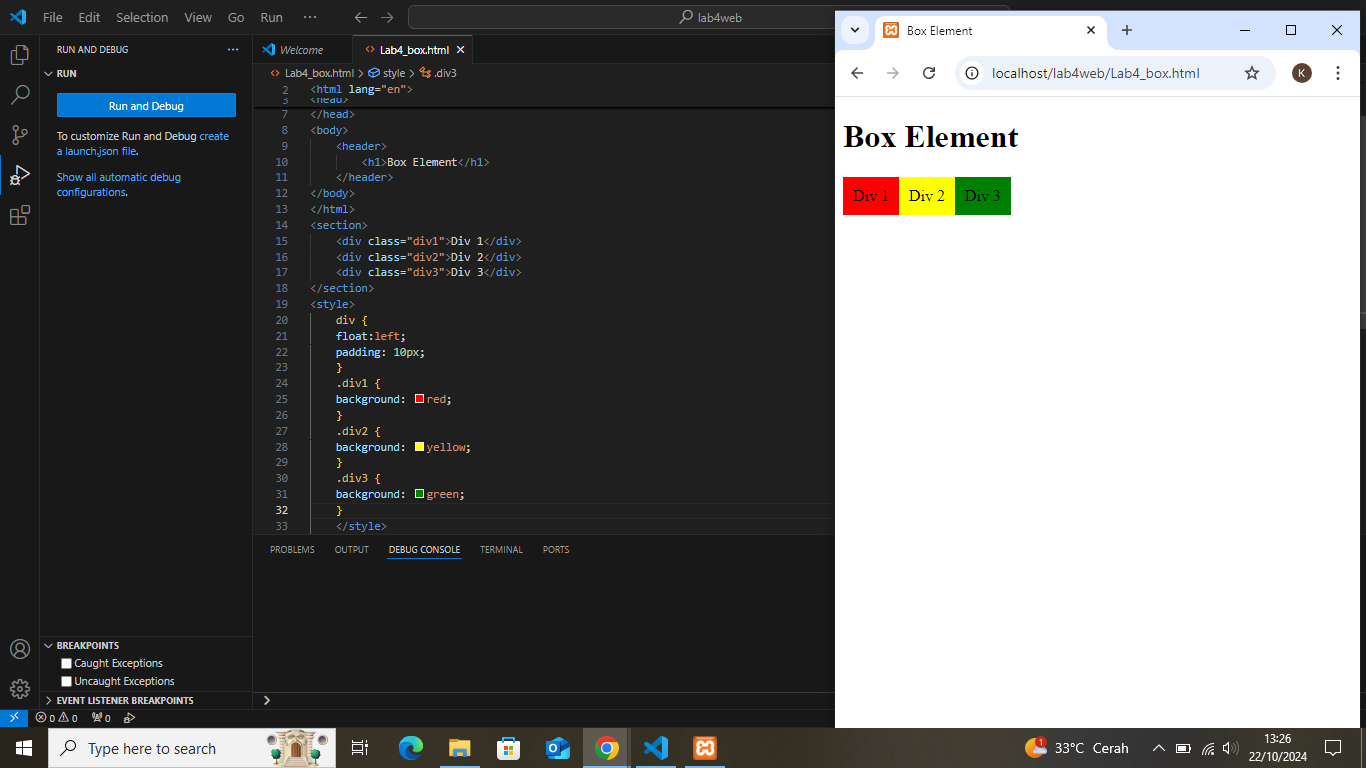 File Edit Selection View Go Run ··· lab4web
RUN AND DEBUG ···
RUN
Run and Debug
To customize Run and Debug create
a launch.json file.
Show all automatic debug
configurations.
BREAKPOINTS
Caught Exceptions
Uncaught Exceptions
EVENT LISTENER BREAKPOINTS
Welcome Lab4_box.html
Lab4_box.html > style > .div3
2 <html lang="en">
3 <head>
7 </head>
8 <body>
9 <header>
10 <h1>Box Element</h1>
11 </header>
12 </body>
13 </html>
14 <section>
15 <div class="div1">Div 1</div>
16 <div class="div2">Div 2</div>
17 <div class="div3">Div 3</div>
18 </section>
19 <style>
20 div {
21 float:left;
22 padding: 10px;
23 }
24 .div1 {
25 background: red;
26 }
27 .div2 {
28 background: yellow;
29 }
30 .div3 {
31 background: green;
32 }
33 </style>
PROBLEMS OUTPUT DEBUG CONSOLE TERMINAL PORTS
>
0 0 0
Box Element
localhost/lab4web/Lab4_box.html K
Box Element
Div 1 Div 2 Div 3
Type here to search
1 33°C Cerah
13:26
22/10/2024